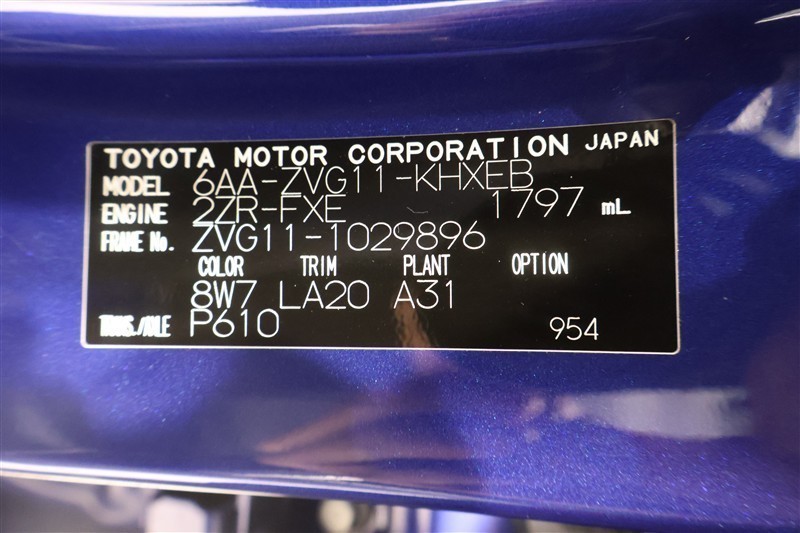 TOYOTA MOTOR CORPORATION JAPAN
MODEL 6AA-ZVG11-KHXEB
ENGINE 2ZR-FXE 1797 mL
FRAME No. ZVG11-1029896
COLOR TRIM PLANT OPTION
8W7 LA20 A31
TRANS./AXLE P610 954